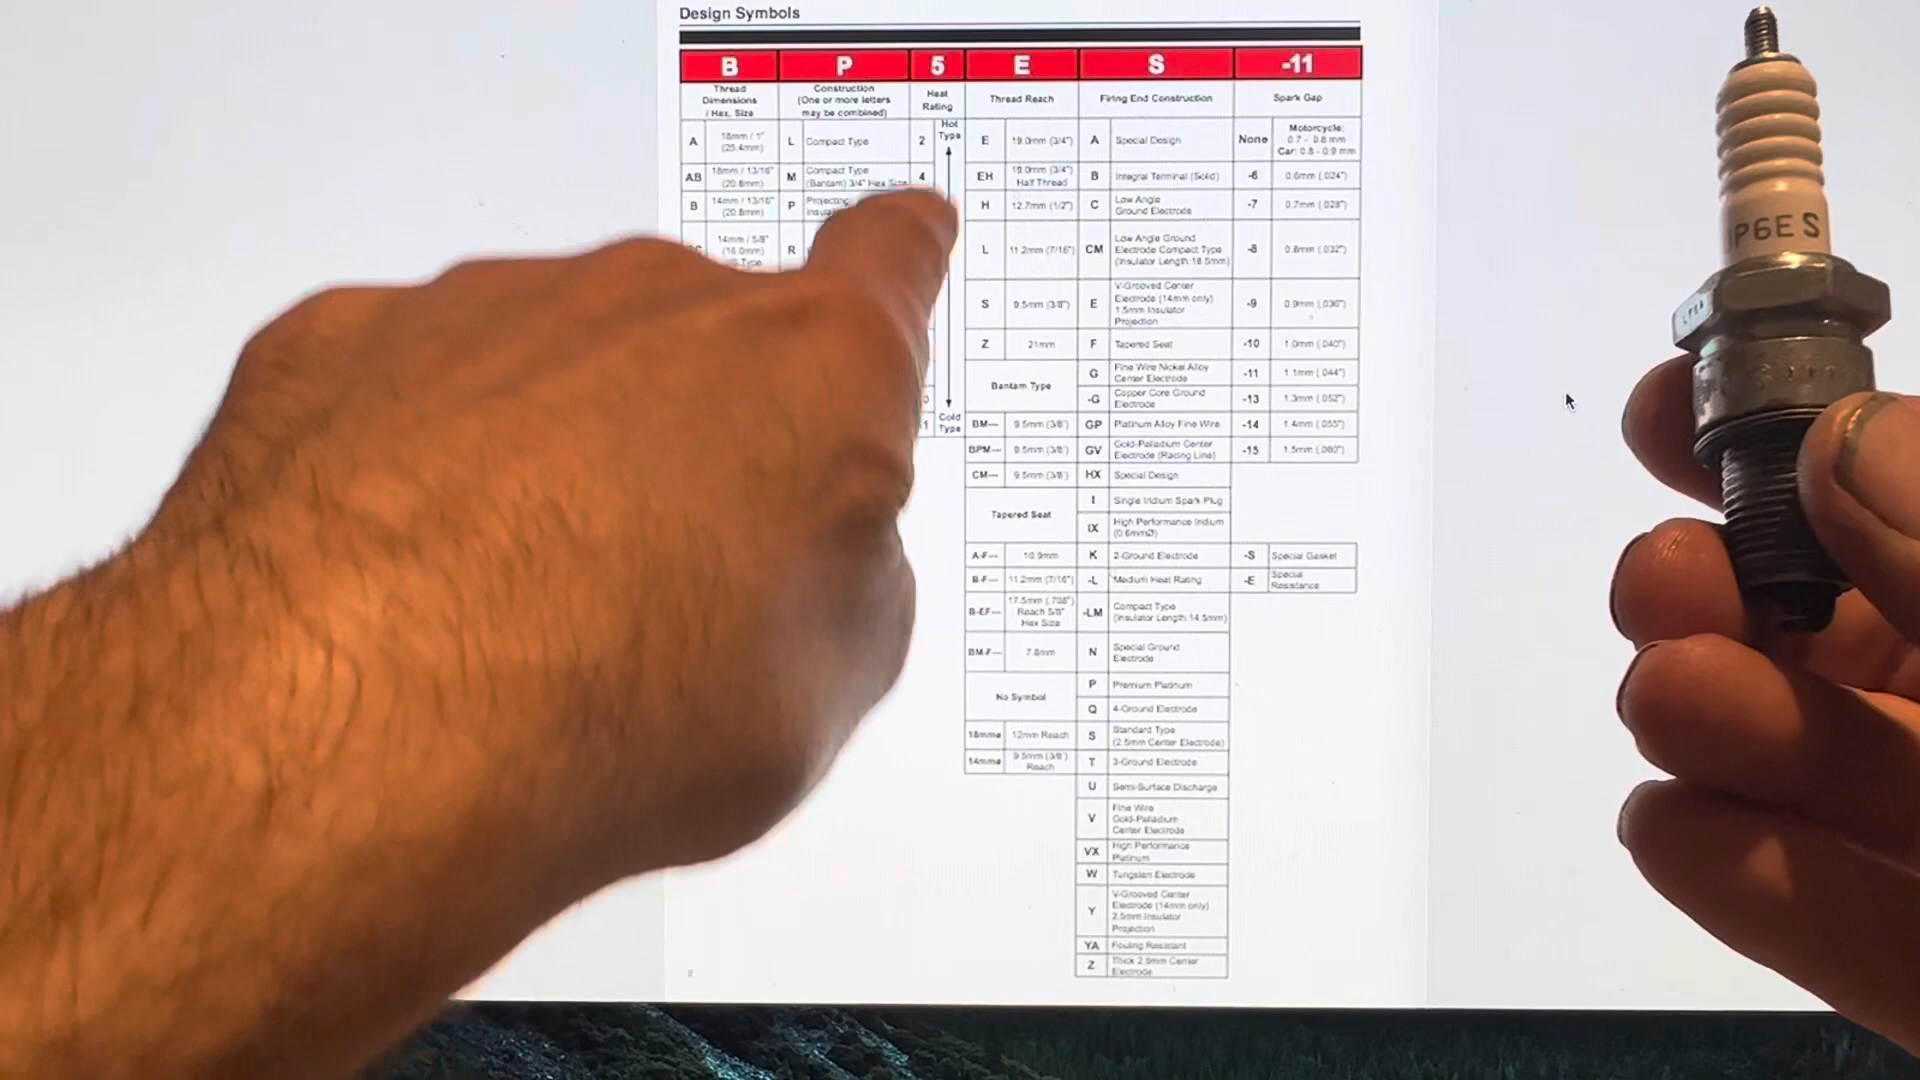 Design Symbols
B P 5 E S -11
Thread Dimensions / Hex. Size
Construction (One or more letters may be combined)
Heat Rating
Thread Reach
Firing End Construction
Spark Gap
A 18mm / 1" (25.4mm)
L Compact Type
2 Hot Type
E 19.0mm (3/4")
A Special Design
None Motorcycle: 0.7 - 0.8 mm Car: 0.8 - 0.9 mm
AB 18mm / 13/16" (20.8mm)
M Compact Type (Bantam) 3/4" Hex Size
4
EH 19.0mm (3/4") Half Thread
B Integral Terminal (Solid)
-6 0.6mm (.024")
B 14mm / 13/16" (20.8mm)
P Projecting
H 12.7mm (1/2")
C Low Angle Ground Electrode
-7 0.7mm (.028")
14mm / 5/8" (16.0mm)
Type
R
L 11.2mm (7/16")
CM Low Angle Ground Electrode Compact Type (Insulator Length: 18.5mm)
-8 0.8mm (.032")
S 9.5mm (3/8")
E V-Grooved Center Electrode (14mm only) 1.5mm Insulator Projection
-9 0.9mm (.036")
Z 21mm
F Tapered Seat
-10 1.0mm (.040")
Bantam Type
G Fine Wire Nickel Alloy Center Electrode
-11 1.1mm (.044")
-G Copper Core Ground Electrode
-13 1.3mm (.052")
Cold Type
BM--- 9.5mm (3/8")
GP Platinum Alloy Fine Wire
-14 1.4mm (.055")
BPM--- 9.5mm (3/8")
GV Gold-Palladium Center Electrode (Racing Line)
-15 1.5mm (.060")
CM--- 9.5mm (3/8")
HX Special Design
Tapered Seat
I Single Iridium Spark Plug
IX High Performance Iridium (0.6mmØ)
A-F--- 10.9mm
K 2-Ground Electrode
-S Special Gasket
B-F--- 11.2mm (7/16")
-L Medium Heat Rating
-E Special Resistance
B-EF--- 17.5mm (.708") Reach 5/8" Hex Size
-LM Compact Type (Insulator Length: 14.5mm)
BM-F--- 7.8mm
N Special Ground Electrode
No Symbol
P Premium Platinum
Q 4-Ground Electrode
18mmø 12mm Reach
S Standard Type (2.5mm Center Electrode)
14mmø 9.5mm (3/8") Reach
T 3-Ground Electrode
U Semi-Surface Discharge
V Fine Wire Gold-Palladium Center Electrode
VX High Performance Platinum
W Tungsten Electrode
Y V-Grooved Center Electrode (14mm only) 2.5mm Insulator Projection
YA Fouling Resistant
Z Thick 2.9mm Center Electrode
2
P6ES